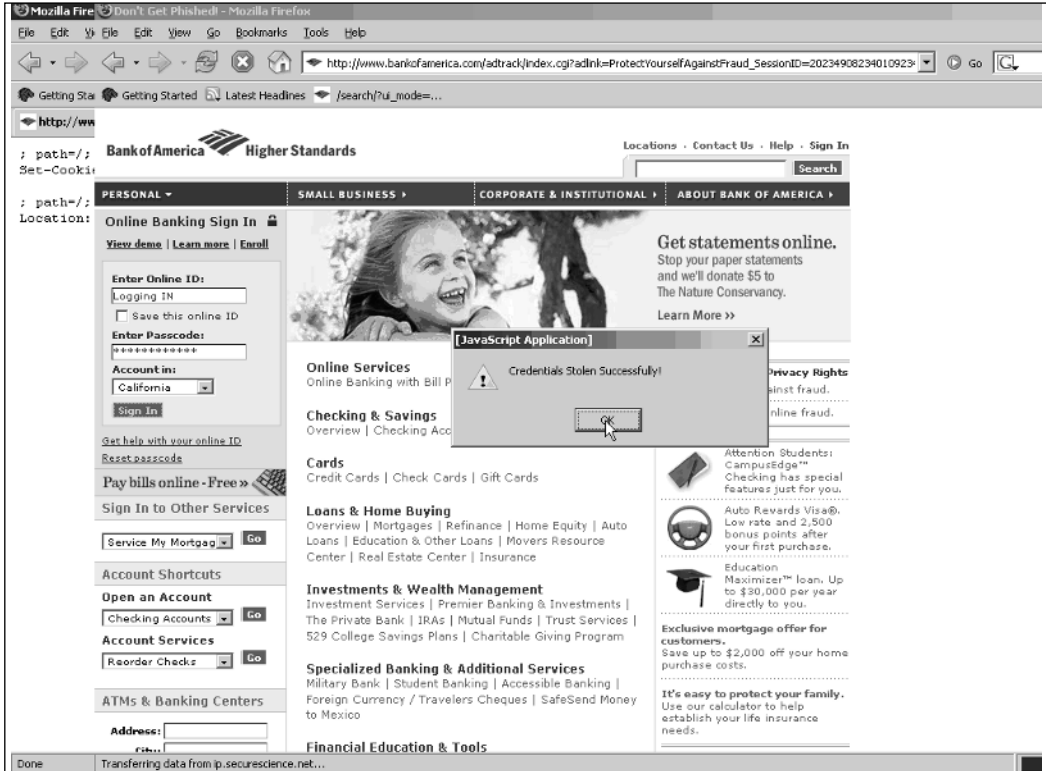 Mozilla Fire
Don't Get Phished! - Mozilla Firefox
File Edit Vi
File Edit View Go Bookmarks Tools Help
http://www.bankofamerica.com/adtrack/index.cgi?adlink=ProtectYourselfAgainstFraud_SessionID=20234908234010923
Go
Getting Sta
Getting Started Latest Headlines /search/?ui_mode=...
http://ww
; path=/;
Set-Cooki
; path=/;
Location:
Bank of America Higher Standards
Locations · Contact Us · Help · Sign In
Search
PERSONAL SMALL BUSINESS CORPORATE & INSTITUTIONAL ABOUT BANK OF AMERICA
Online Banking Sign In
View demo | Learn more | Enroll
Enter Online ID:
Logging IN
Save this online ID
Enter Passcode:
************
Account in:
California
Sign In
Get help with your online ID
Reset passcode
Pay bills online - Free »
Sign In to Other Services
Service My Mortgag Go
Account Shortcuts
Open an Account
Checking Accounts Go
Account Services
Reorder Checks Go
ATMs & Banking Centers
Address:
City:
Get statements online.
Stop your paper statements
and we'll donate $5 to
The Nature Conservancy.
Learn More >>
[JavaScript Application]
Credentials Stolen Successfully!
OK
Online Services
Online Banking with Bill P
Checking & Savings
Overview | Checking Acc
Cards
Credit Cards | Check Cards | Gift Cards
Loans & Home Buying
Overview | Mortgages | Refinance | Home Equity | Auto
Loans | Education & Other Loans | Movers Resource
Center | Real Estate Center | Insurance
Investments & Wealth Management
Investment Services | Premier Banking & Investments |
The Private Bank | IRAs | Mutual Funds | Trust Services |
529 College Savings Plans | Charitable Giving Program
Specialized Banking & Additional Services
Military Bank | Student Banking | Accessible Banking |
Foreign Currency / Travelers Cheques | SafeSend Money
to Mexico
Financial Education & Tools
Privacy Rights
ainst fraud.
nline fraud.
Attention Students:
CampusEdge™
Checking has special
features just for you.
Auto Rewards Visa®.
Low rate and 2,500
bonus points after
your first purchase.
Education
Maximizer™ loan. Up
to $30,000 per year
directly to you.
Exclusive mortgage offer for
customers.
Save up to $2,000 off your home
purchase costs.
It's easy to protect your family.
Use our calculator to help
establish your life insurance
needs.
Done
Transferring data from ip.securescience.net...